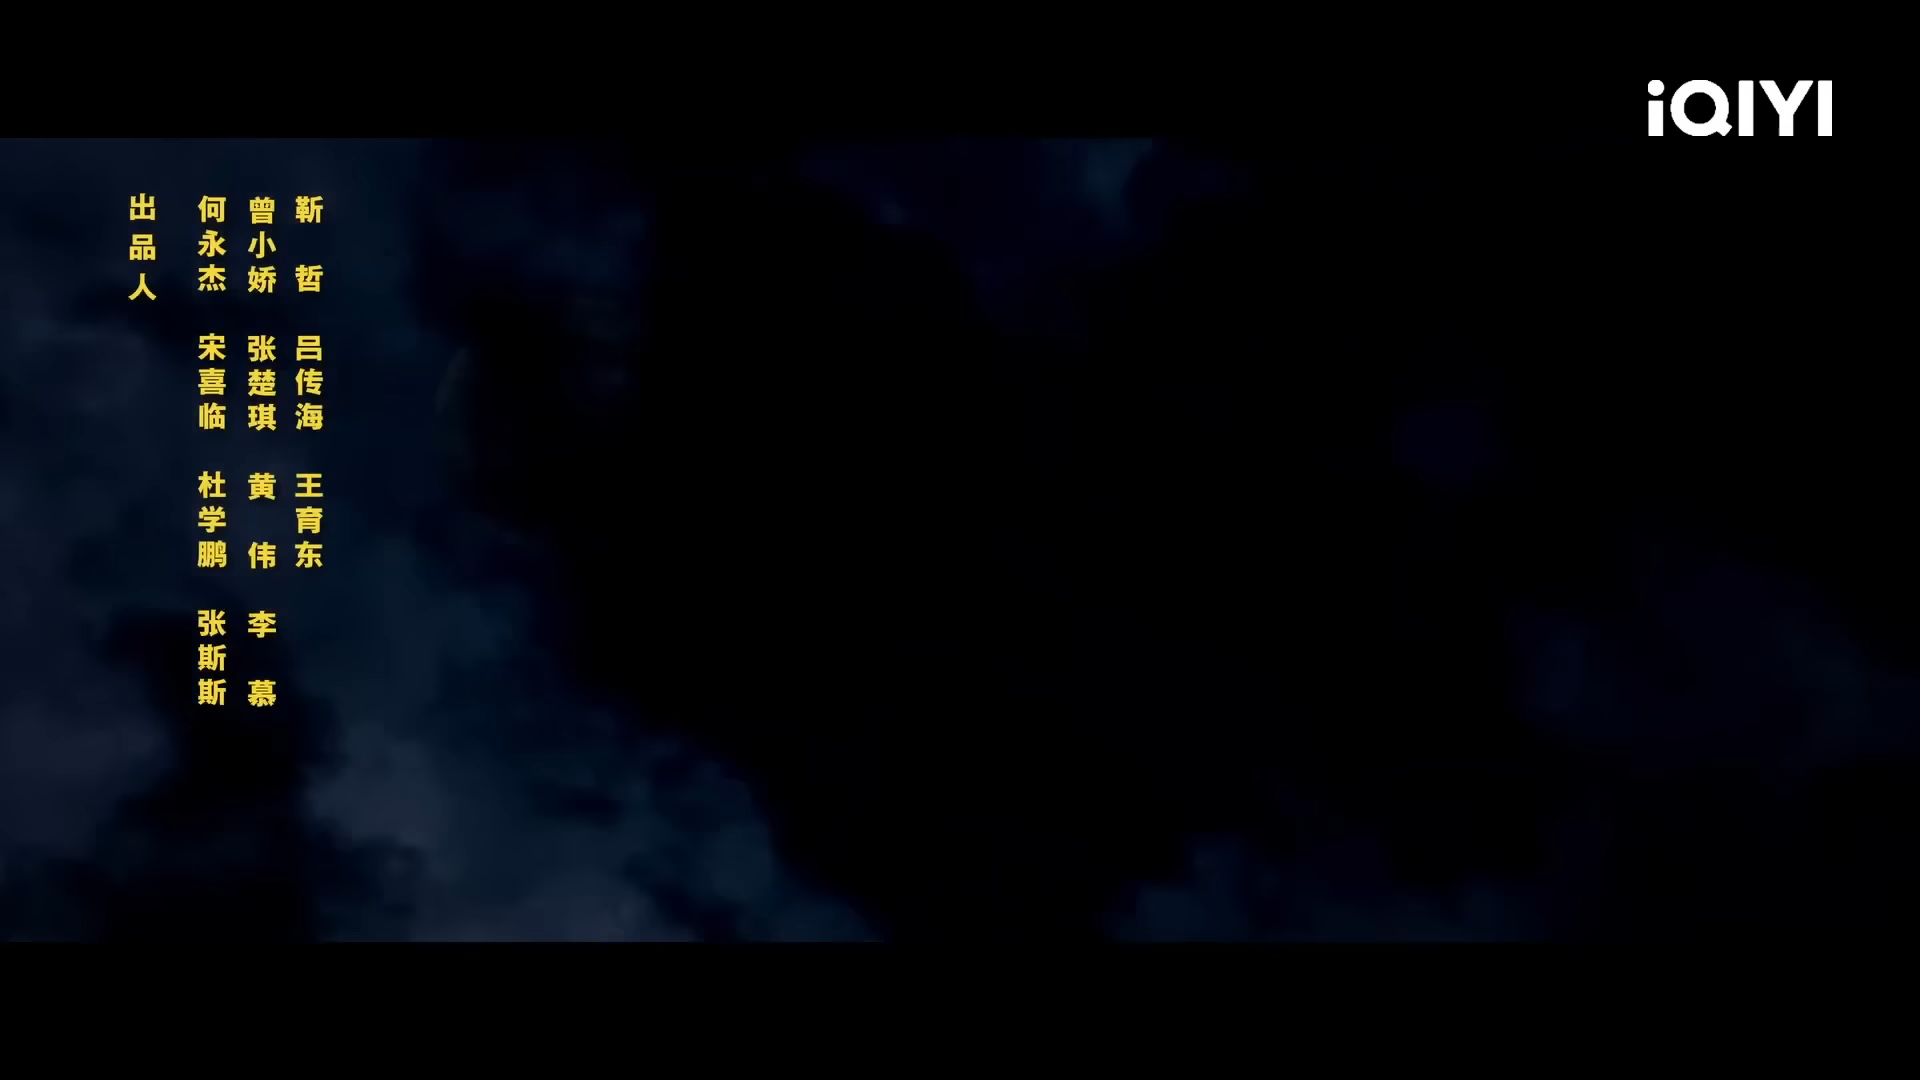 iQIYI
出品人
何永杰 宋喜临 杜学鹏 张斯斯
曾小娇 张楚琪 黄伟 李慕
靳哲 吕传海 王育东